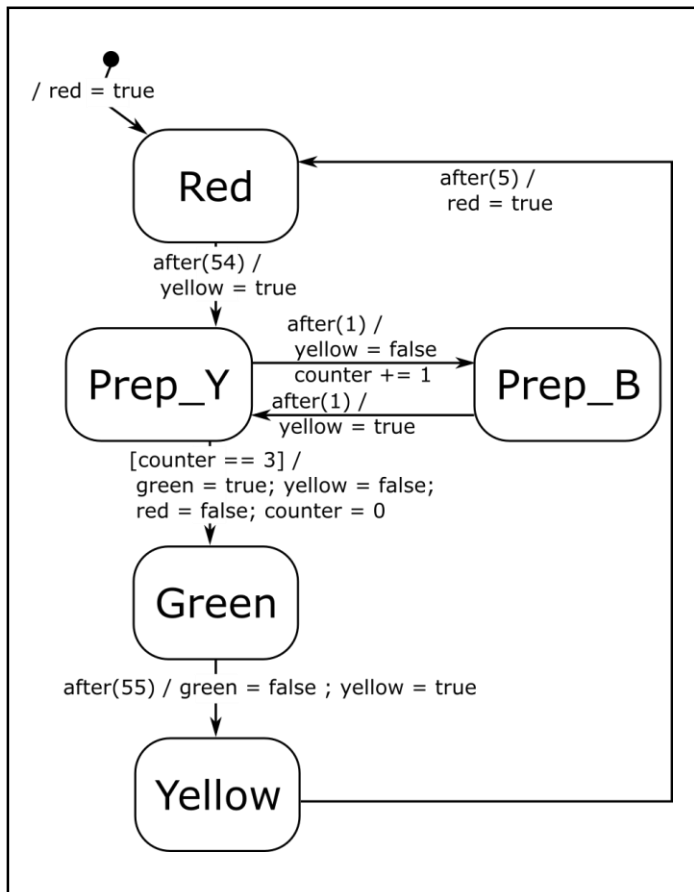 / red = true
Red
after(5) /
red = true
after(54) /
yellow = true
after(1) /
yellow = false
counter += 1
Prep_Y
Prep_B
after(1) /
yellow = true
[counter == 3] /
green = true; yellow = false;
red = false; counter = 0
Green
after(55) / green = false ; yellow = true
Yellow